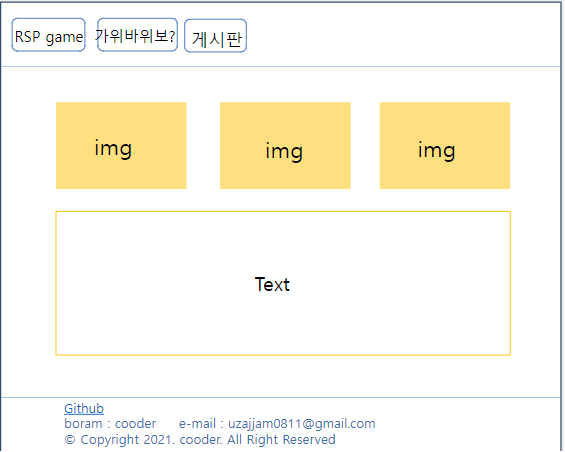 RSP game 가위바위보? 게시판
img img img
Text
Github
boram : cooder e-mail : uzajjam0811@gmail.com
© Copyright 2021. cooder. All Right Reserved